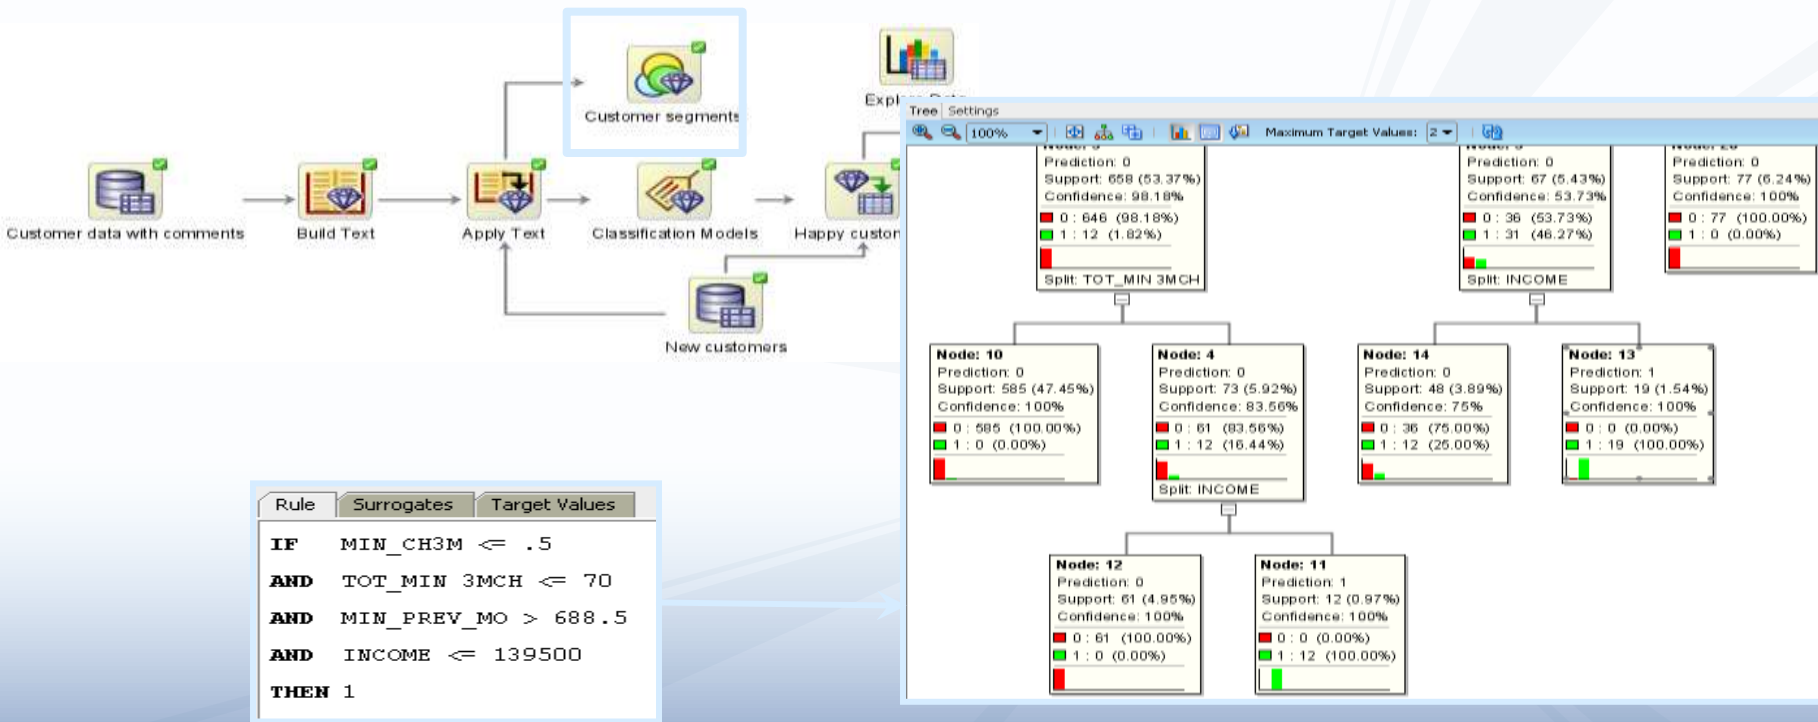 Customer segments
Customer data with comments
Build Text
Apply Text
Classification Models
New customers
Tree
Settings
100%
Maximum Target Values: 2
Prediction: 0
Support: 658 (53.37%)
Confidence: 98.18%
0 : 646 (98.18%)
1 : 12 (1.82%)
Split: TOT_MIN 3MCH
Prediction: 0
Support: 67 (5.43%)
Confidence: 53.73%
0 : 36 (53.73%)
1 : 31 (46.27%)
Split: INCOME
Prediction: 0
Support: 77 (6.24%)
Confidence: 100%
0 : 77 (100.00%)
1 : 0 (0.00%)
Node: 10
Prediction: 0
Support: 585 (47.45%)
Confidence: 100%
0 : 585 (100.00%)
1 : 0 (0.00%)
Node: 4
Prediction: 0
Support: 73 (5.92%)
Confidence: 83.56%
0 : 61 (83.56%)
1 : 12 (16.44%)
Split: INCOME
Node: 14
Prediction: 0
Support: 48 (3.89%)
Confidence: 75%
0 : 36 (75.00%)
1 : 12 (25.00%)
Node: 13
Prediction: 1
Support: 19 (1.54%)
Confidence: 100%
0 : 0 (0.00%)
1 : 19 (100.00%)
Node: 12
Prediction: 0
Support: 61 (4.95%)
Confidence: 100%
0 : 61 (100.00%)
1 : 0 (0.00%)
Node: 11
Prediction: 1
Support: 12 (0.97%)
Confidence: 100%
0 : 0 (0.00%)
1 : 12 (100.00%)
Rule
Surrogates
Target Values
IF MIN_CH3M <= .5
AND TOT_MIN 3MCH <= 70
AND MIN_PREV_MO > 688.5
AND INCOME <= 139500
THEN 1